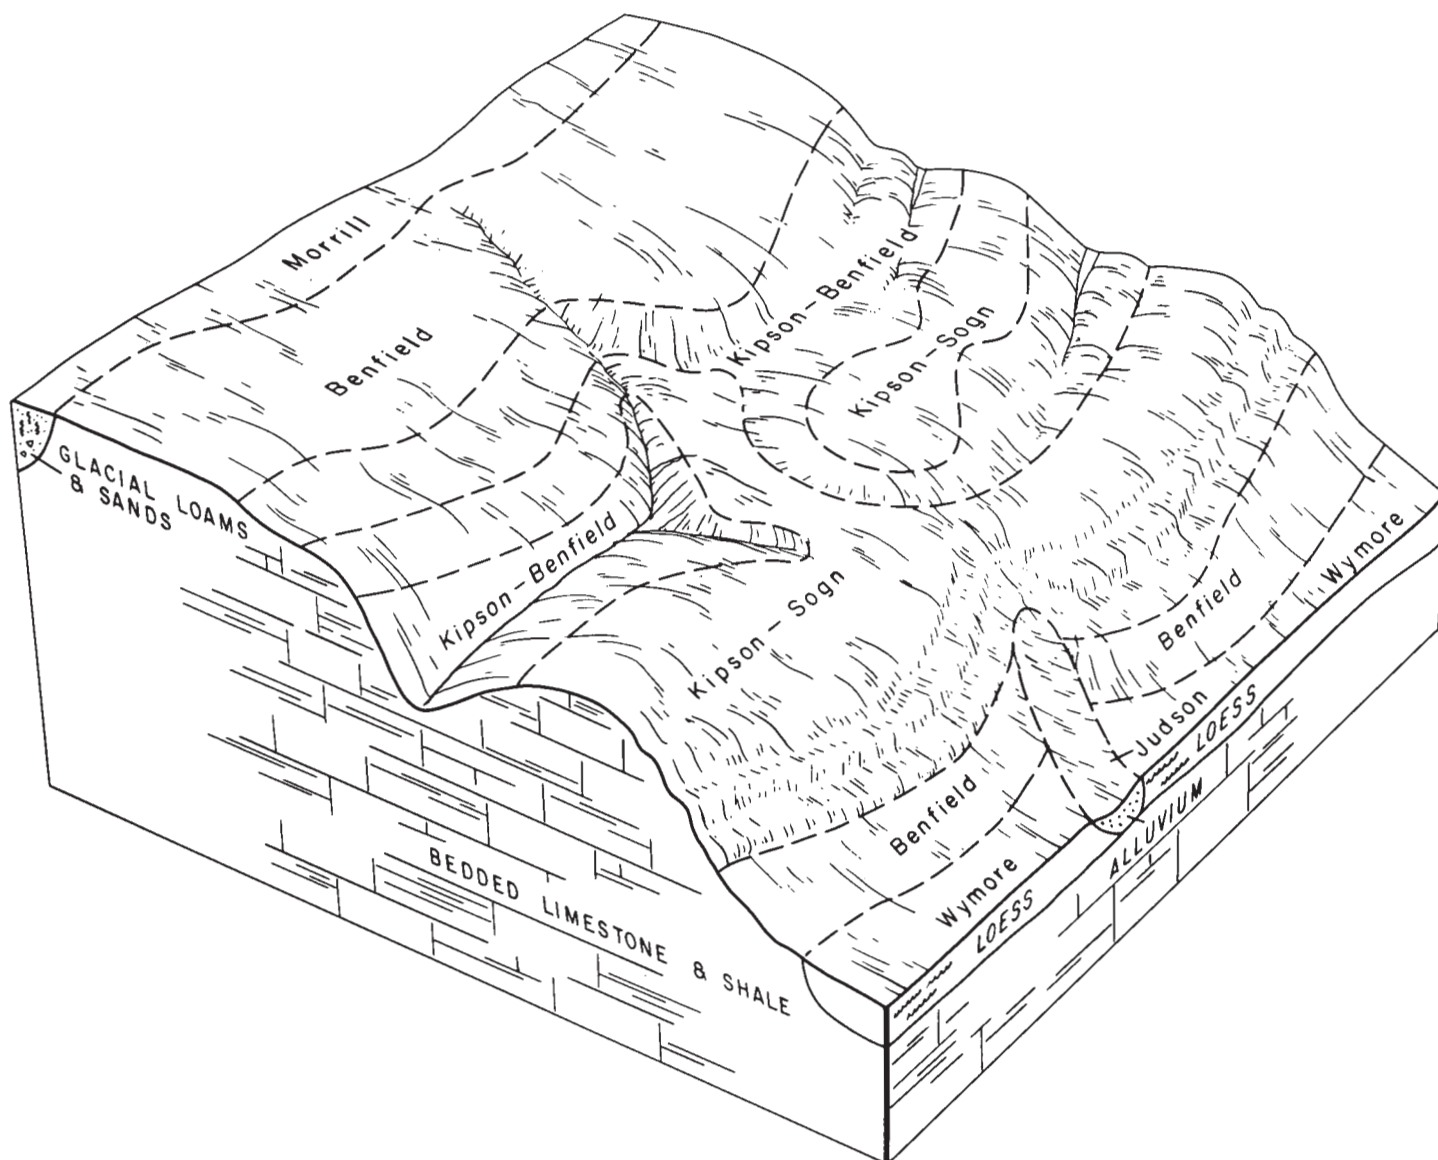 Morrill
Benfield
Kipson-Benfield
Kipson-Sogn
GLACIAL LOAMS
& SANDS
Kipson-Benfield
Kipson-Sogn
Benfield
Wymore
Judson
LOESS
ALLUVIUM
Benfield
Wymore
LOESS
BEDDED LIMESTONE & SHALE